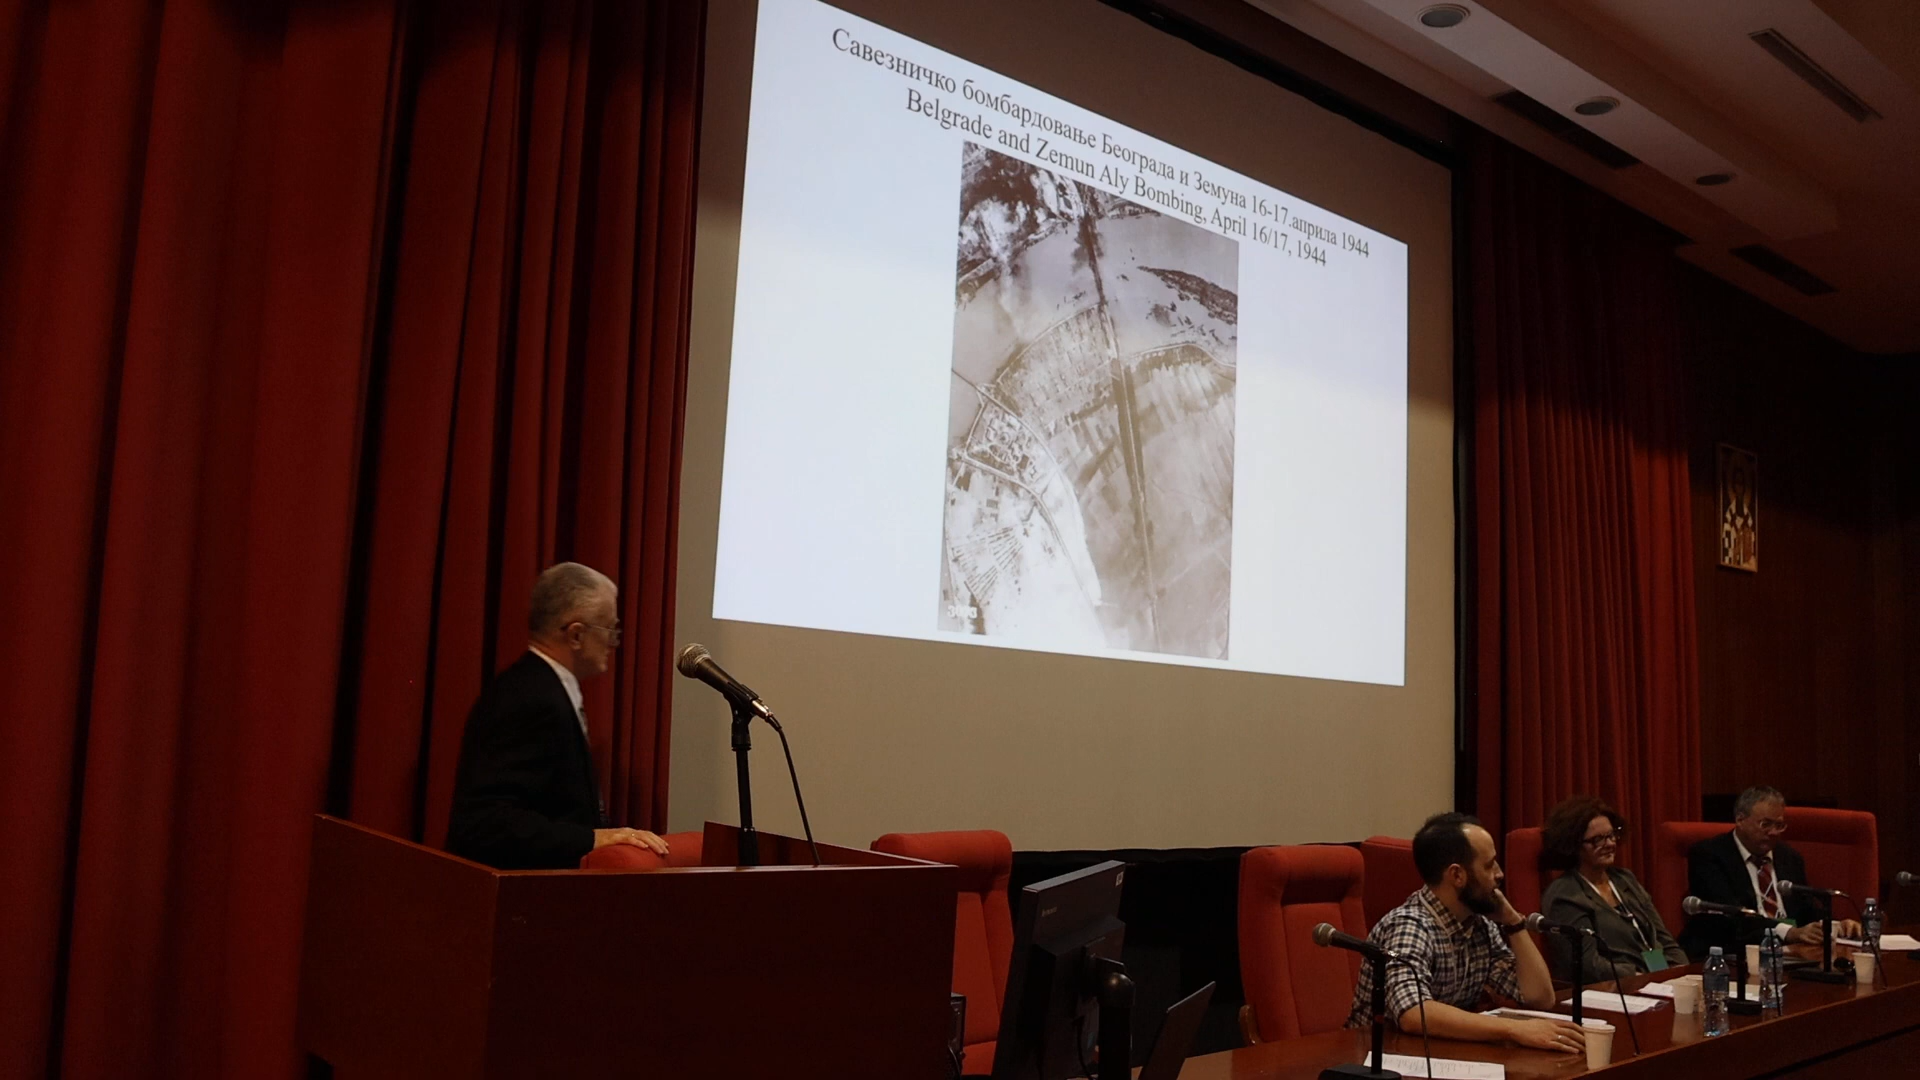 Савезничко бомбардовање Београда и Земуна 16-17.априла 1944
Belgrade and Zemun Aly Bombing, April 16/17, 1944